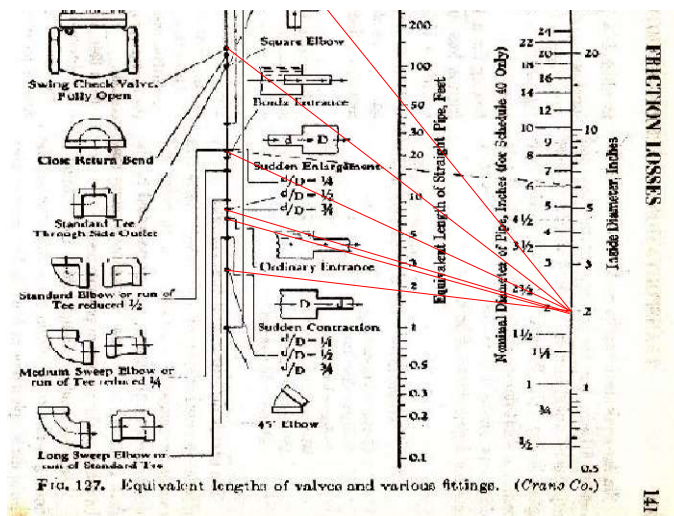 Swing Check Valve,
Fully Open
Close Return Bend
Standard Tee
Through Side Outlet
Standard Elbow or run of
Tee reduced ½
Medium Sweep Elbow or
run of Tee reduced ¼
Long Sweep Elbow or
run of Standard Tee
Square Elbow
Borda Entrance
d
D
Sudden Enlargement
d/D – ¼
d/D – ½
d/D – ¾
Ordinary Entrance
D
d
Sudden Contraction
d/D – ¼
d/D – ½
d/D ¾
45° Elbow
200
100
50
30
20
10
5
3
2
1
0.5
0.3
0.2
0.1
Equivalent Length of Straight Pipe, Feet
Nominal Diameter of Pipe, Inches (for Schedule 40 Only)
24
22
20
18
16
14
12
10
9
8
7
6
5
4½
4
3½
3
2½
2
1½
1¼
1
¾
½
20
10
5
3
2
1
0.5
Inside Diameter, Inches
FRICTION LOSSES
141
Fig. 127. Equivalent lengths of valves and various fittings. (Crane Co.)